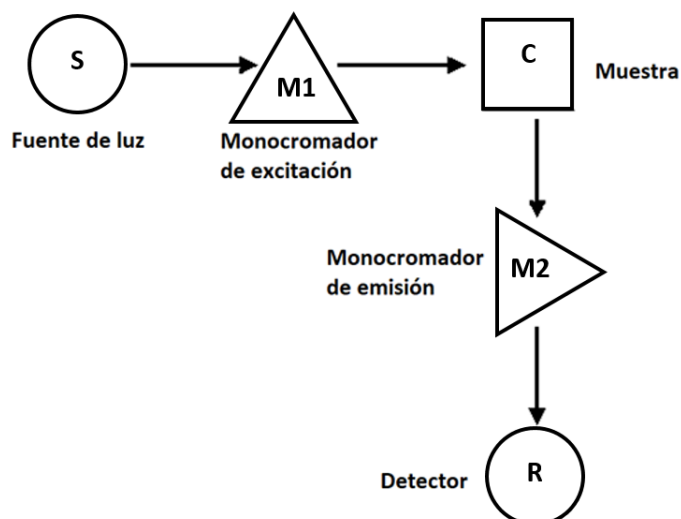 S
Fuente de luz
M1
Monocromador
de excitación
C
Muestra
Monocromador
de emisión
M2
Detector
R